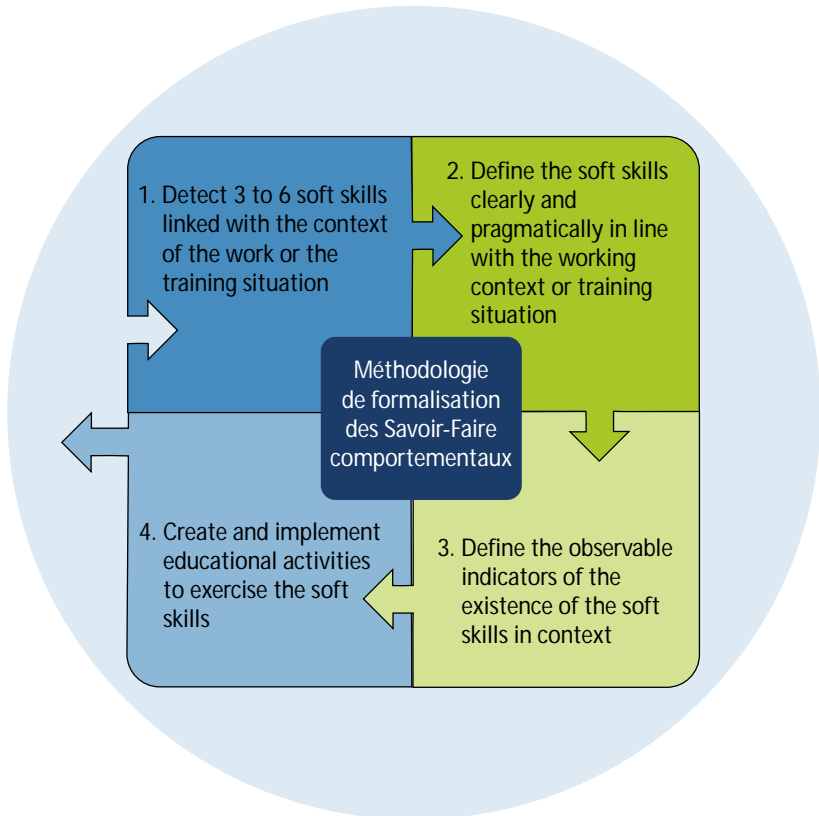 1. Detect 3 to 6 soft skills
linked with the context
of the work or the
training situation
2. Define the soft skills
clearly and
pragmatically in line
with the working
context or training
situation
Méthodologie
de formalisation
des Savoir-Faire
comportementaux
3. Define the observable
indicators of the
existence of the soft
skills in context
4. Create and implement
educational activities
to exercise the soft
skills